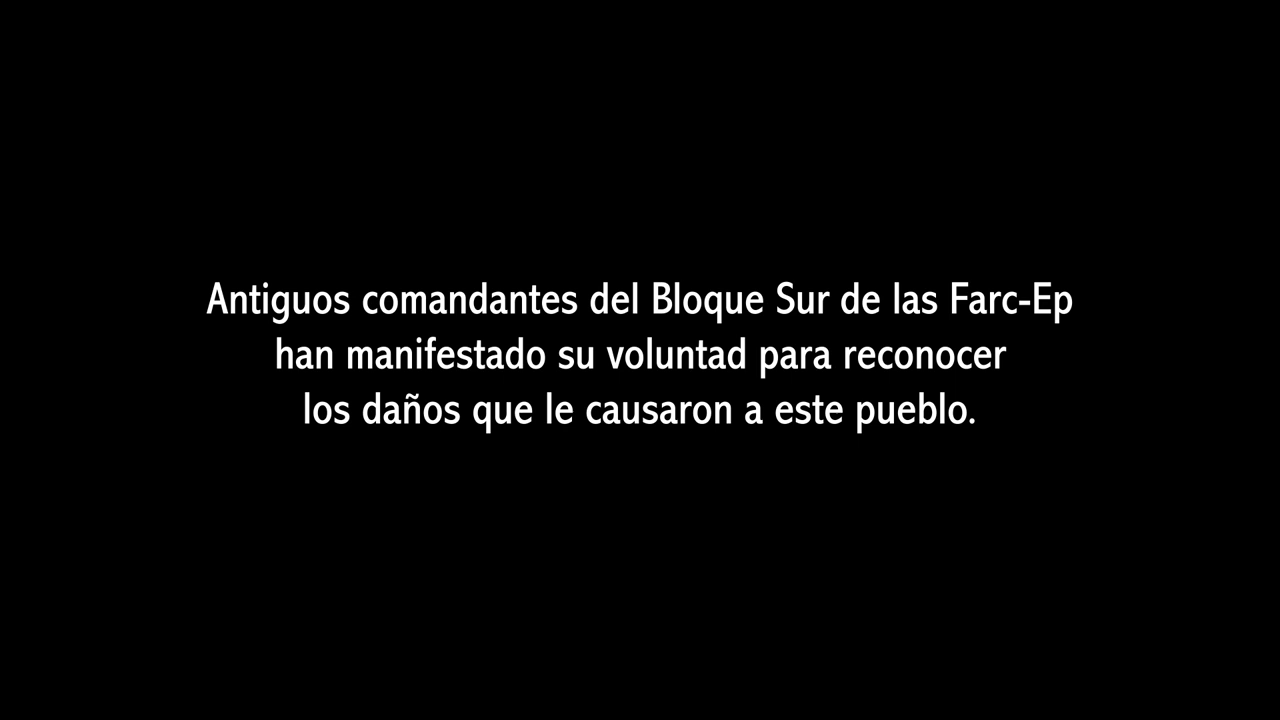 Antiguos comandantes del Bloque Sur de las Farc-Ep
han manifestado su voluntad para reconocer
los daños que le causaron a este pueblo.